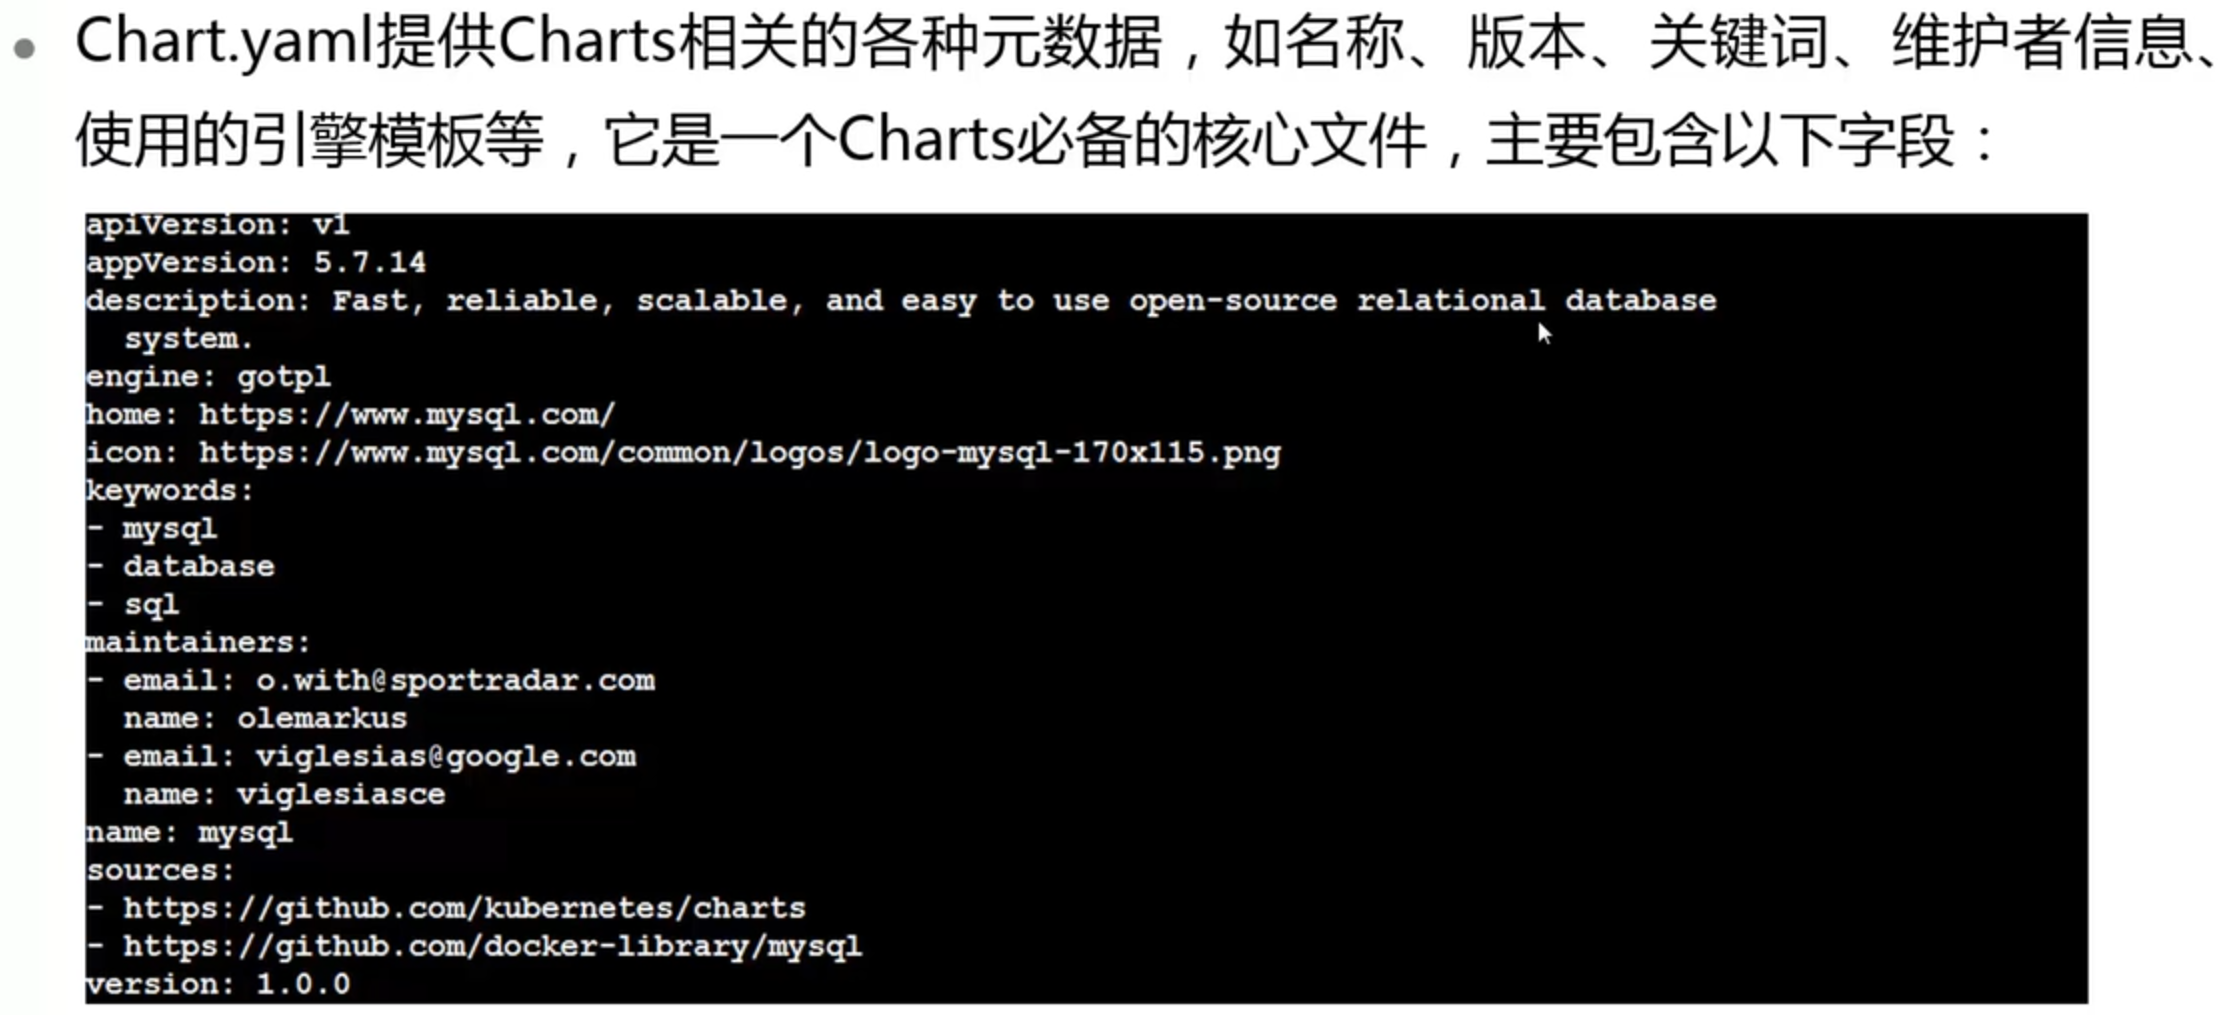 Chart.yaml提供Charts相关的各种元数据，如名称、版本、关键词、维护者信息、
使用的引擎模板等，它是一个Charts必备的核心文件，主要包含以下字段：
apiVersion: v1
appVersion: 5.7.14
description: Fast, reliable, scalable, and easy to use open-source relational database
  system.
engine: gotpl
home: https://www.mysql.com/
icon: https://www.mysql.com/common/logos/logo-mysql-170x115.png
keywords:
- mysql
- database
- sql
maintainers:
- email: o.with@sportradar.com
  name: olemarkus
- email: viglesias@google.com
  name: viglesiasce
name: mysql
sources:
- https://github.com/kubernetes/charts
- https://github.com/docker-library/mysql
version: 1.0.0